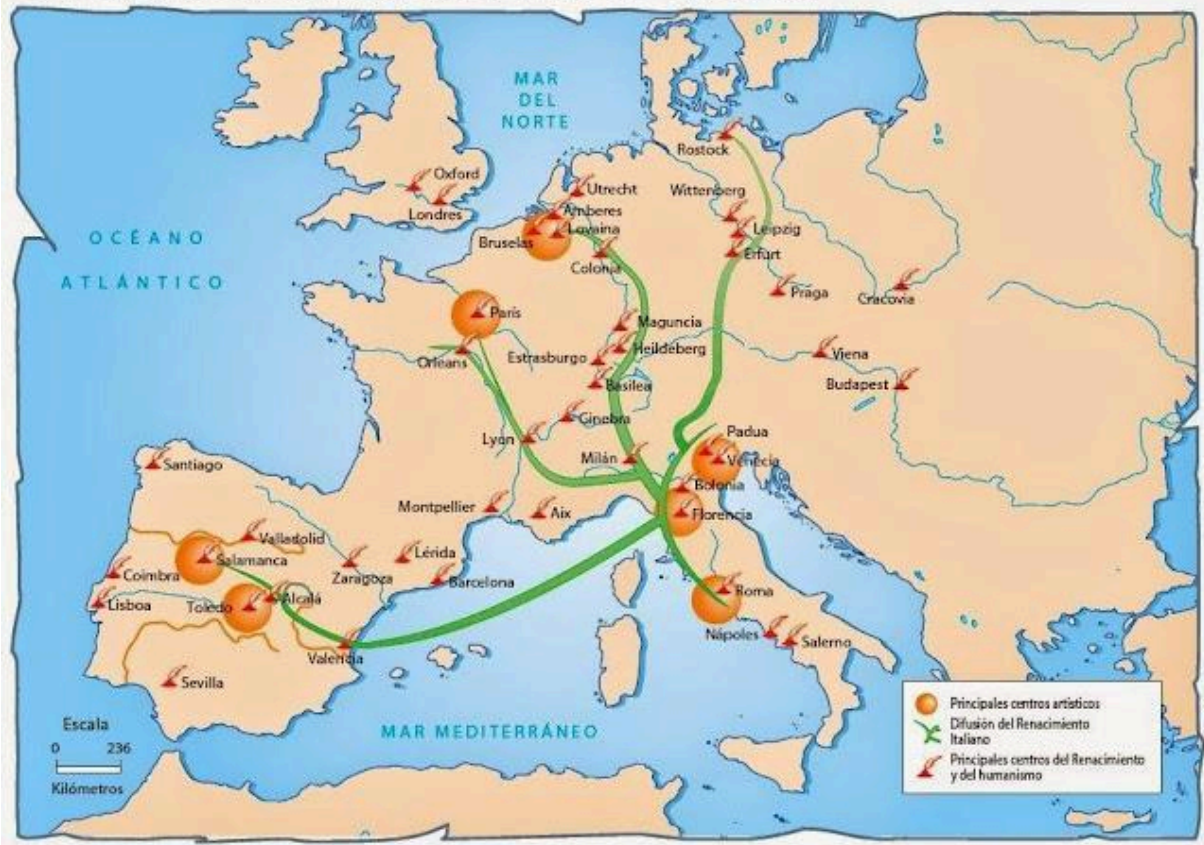 MAR
DEL
NORTE
Rostock
Oxford
Londres
Utrecht
Wittenberg
Amberes
Bruselas
Lovaina
Leipzig
OCÉANO
ATLÁNTICO
Colonia
Erfurt
Praga
Cracovia
París
Maguncia
Orleans
Estrasburgo
Heildeberg
Viena
Basilea
Budapest
Ginebra
Lyon
Padua
Milán
Venecia
Santiago
Bolonia
Montpellier
Aix
Florencia
Valladolid
Salamanca
Lérida
Coimbra
Zaragoza
Barcelona
Lisboa
Toledo
Alcalá
Roma
Nápoles
Salerno
Valencia
Sevilla
MAR MEDITERRÁNEO
Escala
0 236
Kilómetros
Principales centros artísticos
Difusión del Renacimiento
Italiano
Principales centros del Renacimiento
y del humanismo